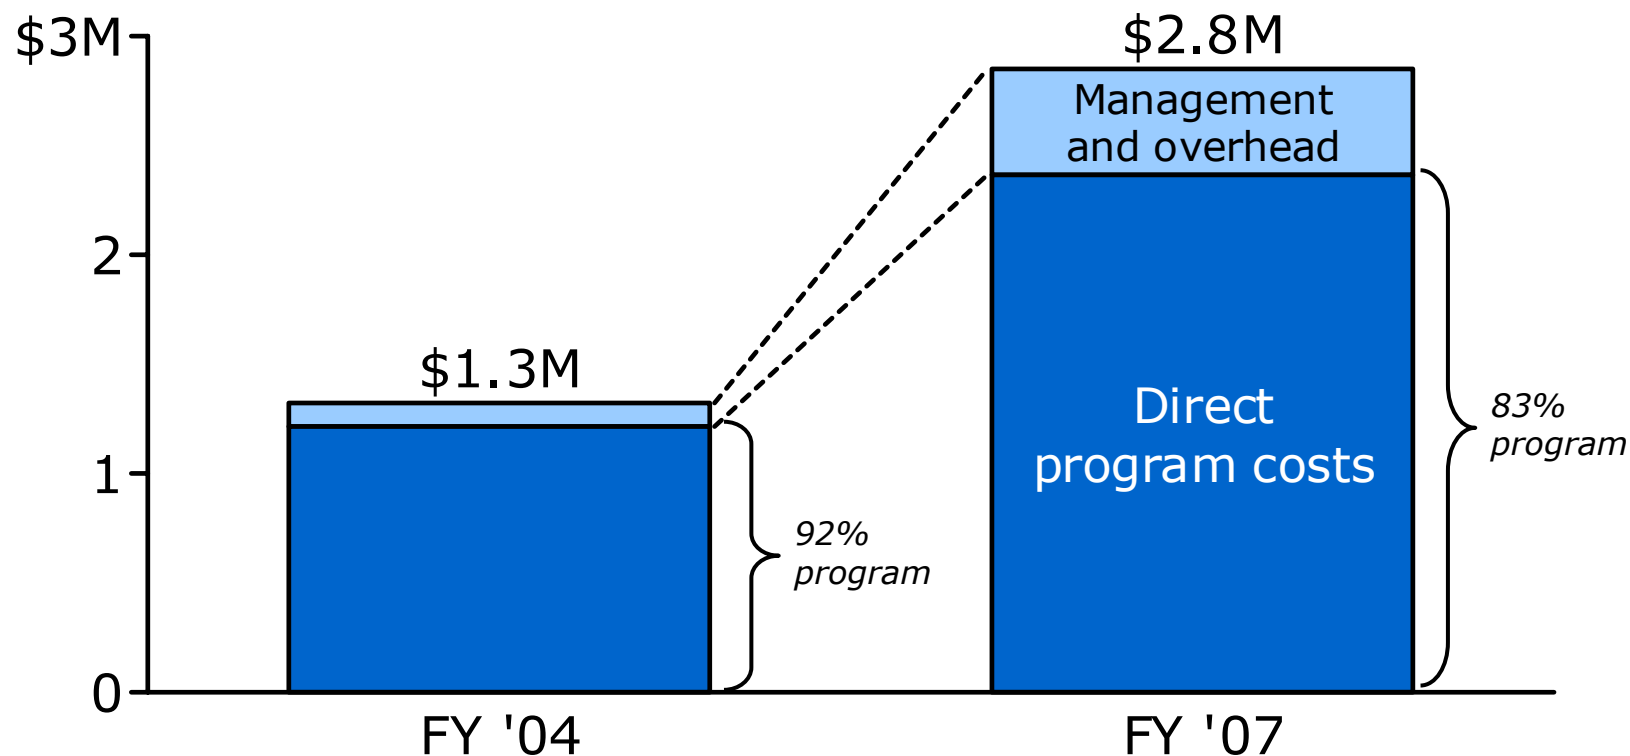 $3M
$2.8M
Management
and overhead
2
$1.3M
Direct
program costs
83%
program
1
92%
program
0
FY '04
FY '07